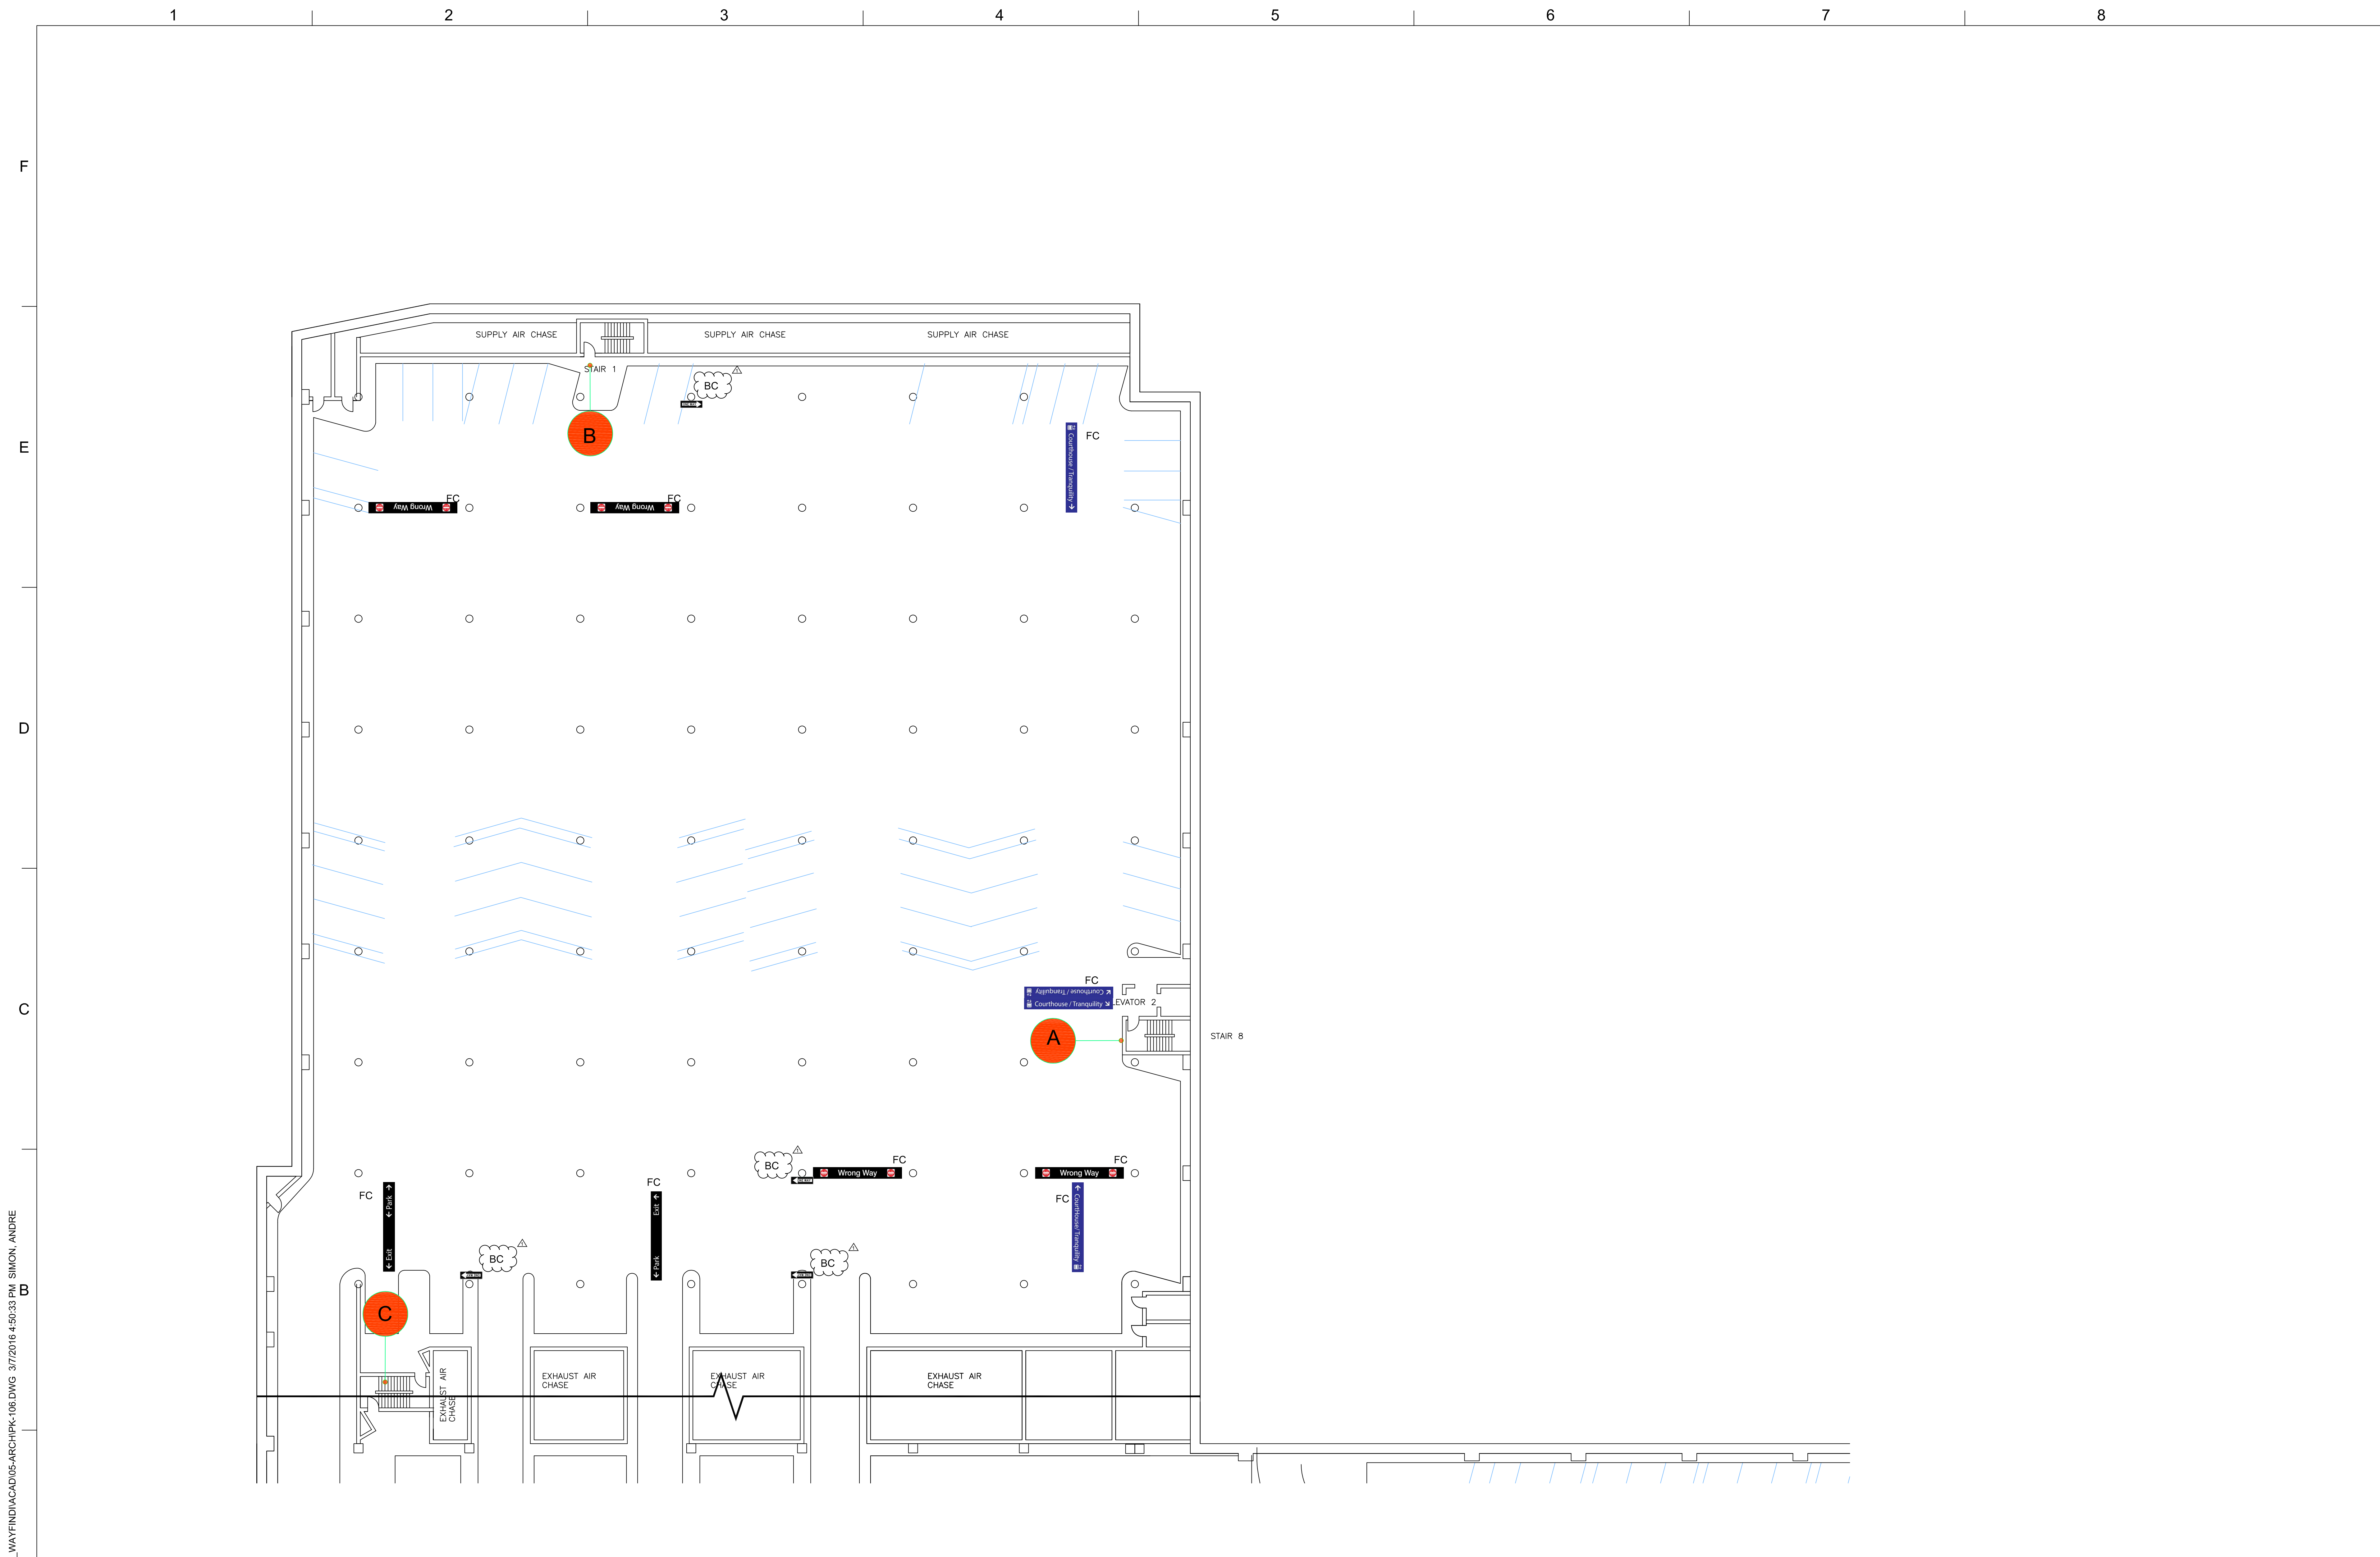 1
2
3
4
5
6
7
8
F
SUPPLY AIR CHASE
SUPPLY AIR CHASE
SUPPLY AIR CHASE
STAIR 1
BC
B
FC
Courthouse / Tranquility
E
FC
Wrong Way
FC
Wrong Way
D
C
FC
Courthouse / Tranquility
Courthouse / Tranquility
LEVATOR 2
A
STAIR 8
BC
FC
Wrong Way
FC
Wrong Way
FC
Park
Exit
FC
Exit
Park
FC
Courthouse/ Tranquility
BC
BC
B
C
EXHAUST AIR
CHASE
EXHAUST AIR
CHASE
EXHAUST AIR
CHASE
EXHAUST AIR
CHASE
_WAYFINDI\ACAD\05-ARCH\PK-106.DWG 3/7/2016 4:50:33 PM SIMON, ANDRE